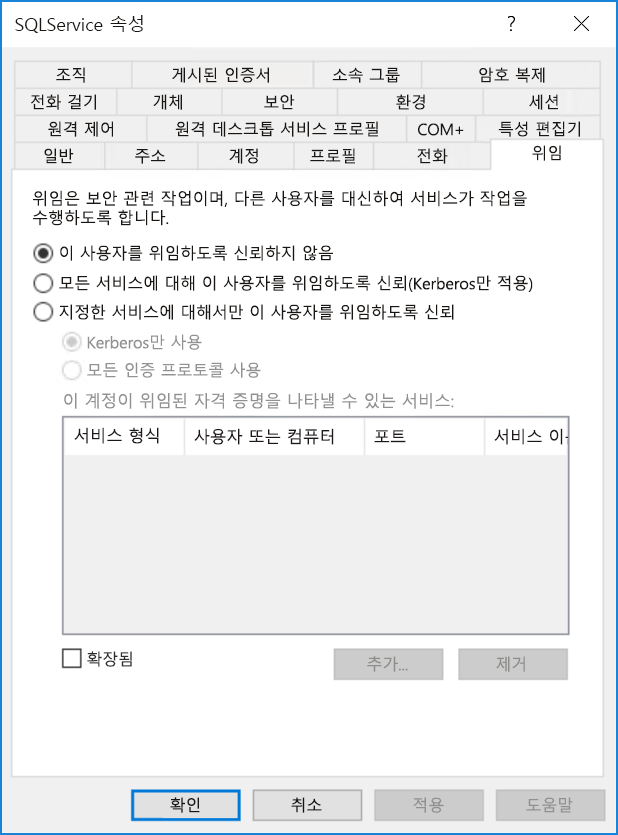 SQLService 속성
?
조직 게시된 인증서 소속 그룹 암호 복제
전화 걸기 개체 보안 환경 세션
원격 제어 원격 데스크톱 서비스 프로필 COM+ 특성 편집기
일반 주소 계정 프로필 전화 위임
위임은 보안 관련 작업이며, 다른 사용자를 대신하여 서비스가 작업을
수행하도록 합니다.
이 사용자를 위임하도록 신뢰하지 않음
모든 서비스에 대해 이 사용자를 위임하도록 신뢰(Kerberos만 적용)
지정한 서비스에 대해서만 이 사용자를 위임하도록 신뢰
Kerberos만 사용
모든 인증 프로토콜 사용
이 계정이 위임된 자격 증명을 나타낼 수 있는 서비스:
서비스 형식 사용자 또는 컴퓨터 포트 서비스
확장됨 추가... 제거
확인 취소 적용 도움말